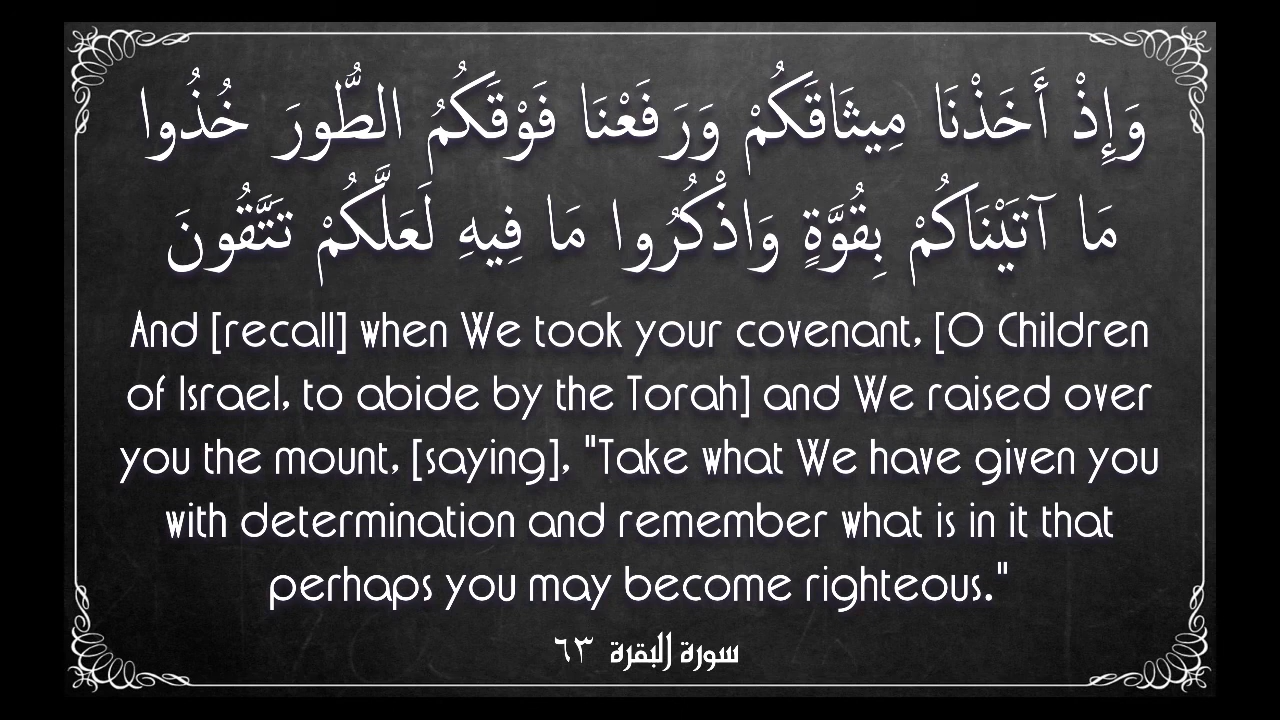 وَإِذْ أَخَذْنَا مِيثَاقَكُمْ وَرَفَعْنَا فَوْقَكُمُ الطُّورَ خُذُوا
مَا آتَيْنَاكُمْ بِقُوَّةٍ وَاذْكُرُوا مَا فِيهِ لَعَلَّكُمْ تَتَّقُونَ
And [recall] when We took your covenant, [O Children
of Israel, to abide by the Torah] and We raised over
you the mount, [saying], "Take what We have given you
with determination and remember what is in it that
perhaps you may become righteous."
سورة البقرة ٦٣